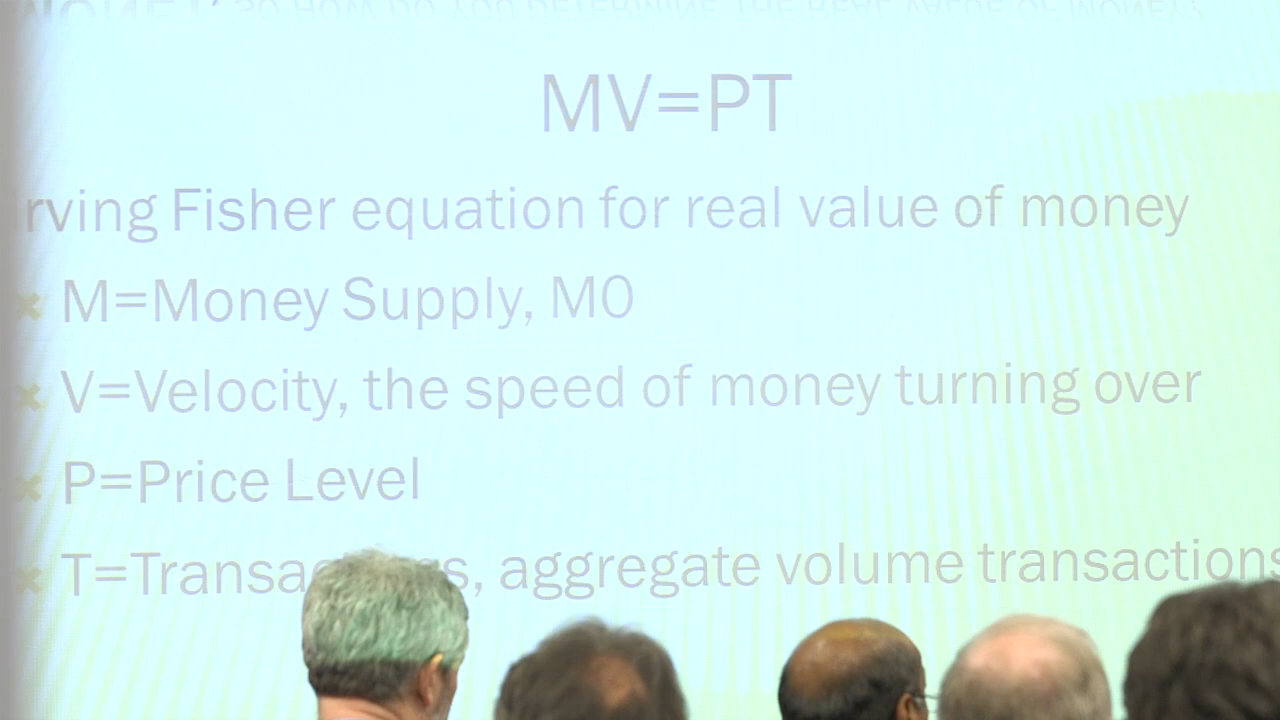 MV=PT
rving Fisher equation for real value of money
M=Money Supply, M0
V=Velocity, the speed of money turning over
P=Price Level
T=Transac s, aggregate volume transactions